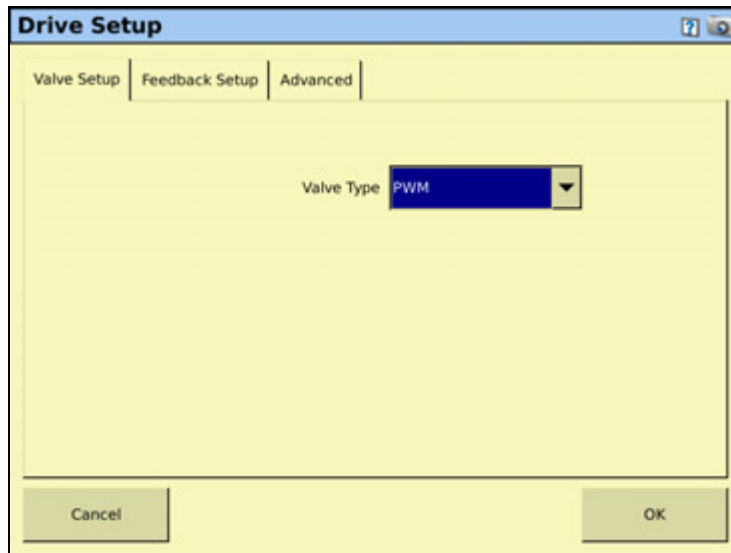 Drive Setup
?
Valve Setup Feedback Setup Advanced
Valve Type PWM
Cancel OK